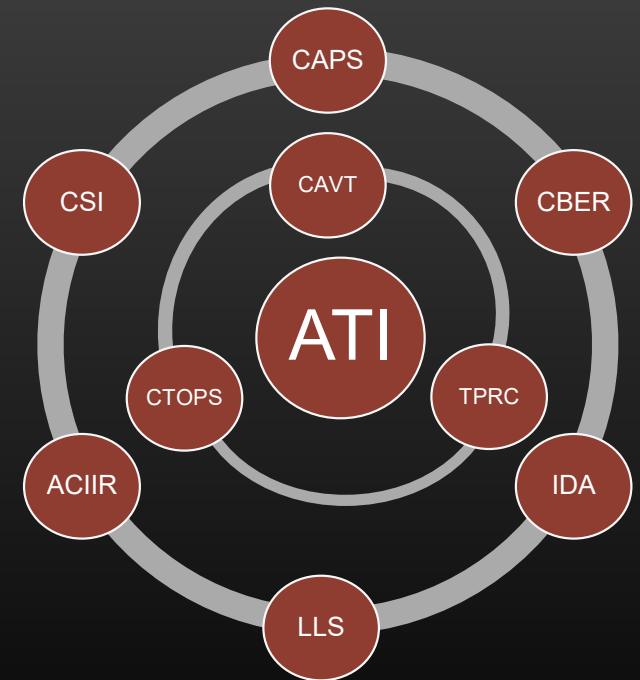 CAPS
CAVT
CSI
CBER
ATI
CTOPS
TPRC
ACIIR
IDA
LLS